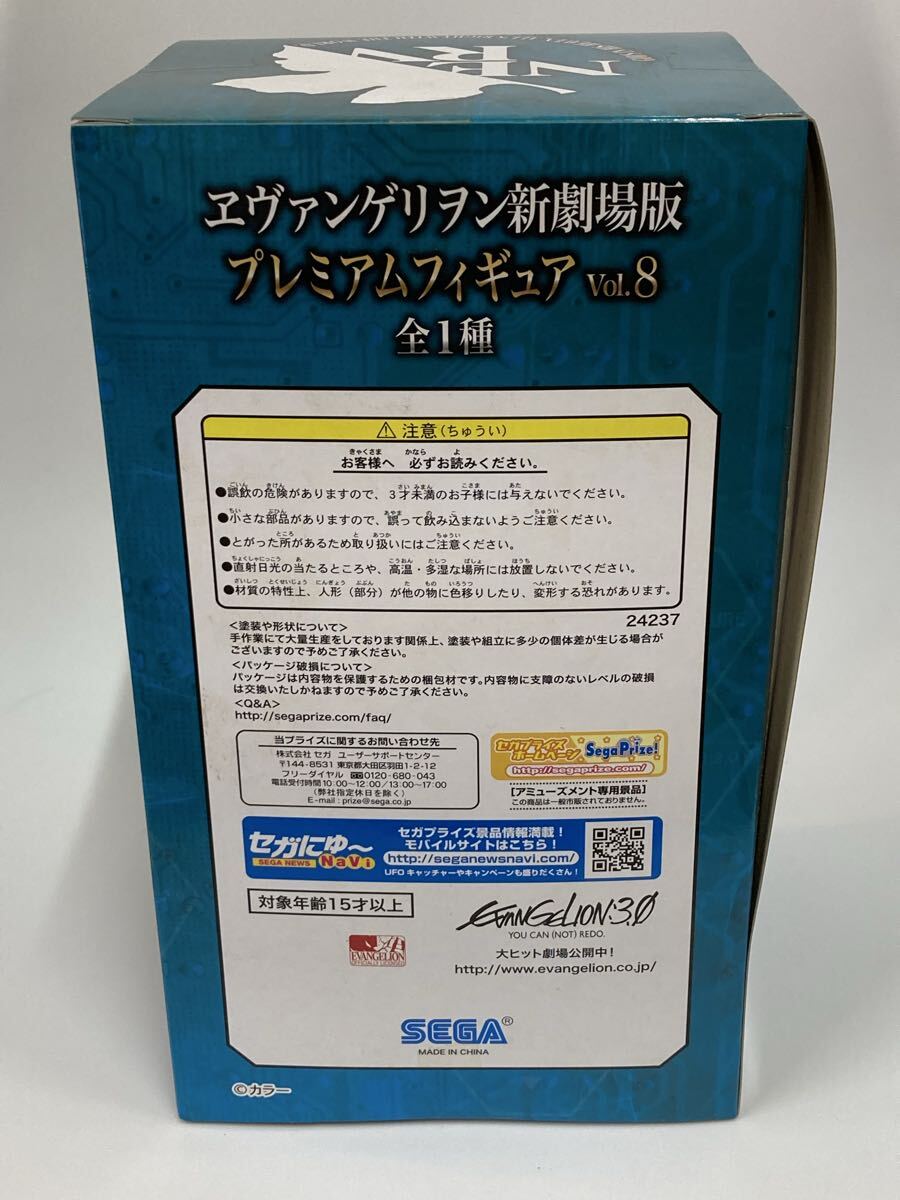 NERV
ヱヴァンゲリヲン新劇場版
プレミアムフィギュア Vol.8
全1種
⚠ 注意(ちゅうい)
お客様へ 必ずお読みください。
●誤飲の危険がありますので、3才未満のお子様には与えないでください。
●小さな部品がありますので、誤って飲み込まないようご注意ください。
●とがった所があるため取り扱いにはご注意ください。
●直射日光の当たるところや、高温・多湿な場所には放置しないでください。
●材質の特性上、人形(部分)が他の物に色移りしたり、変形する恐れがあります。
24237
<塗装や形状について>
手作業にて大量生産をしております関係上、塗装や組立に多少の個体差が生じる場合が
ございますので予めご了承ください。
<パッケージ破損について>
パッケージは内容物を保護するための梱包材です。内容物に支障のないレベルの破損
は交換いたしかねますので予めご了承ください。
<Q&A>
http://segaprize.com/faq/
当プライズに関するお問い合わせ先
株式会社 セガ ユーザーサポートセンター
〒144-8531 東京都大田区羽田1-2-12
フリーダイヤル 0120-680-043
電話受付時間 10:00～12:00/13:00～17:00
(弊社指定休日を除く)
E-mail : prize@sega.co.jp
セガプライズ
ホームページ
SegaPrize!
http://segaprize.com/
【アミューズメント専用景品】
この商品は一般市販されておりません。
セガにゅ～
SEGA NEWS NaVi
セガプライズ景品情報満載!
モバイルサイトはこちら!
http://seganewsnavi.com/
UFOキャッチャーやキャンペーンも盛りだくさん!
対象年齢15才以上
EVANGELION:3.0
YOU CAN (NOT) REDO.
EVANGELION
OFFICIALLY LICENSED
大ヒット劇場公開中!
http://www.evangelion.co.jp/
SEGA®
MADE IN CHINA
©カラー